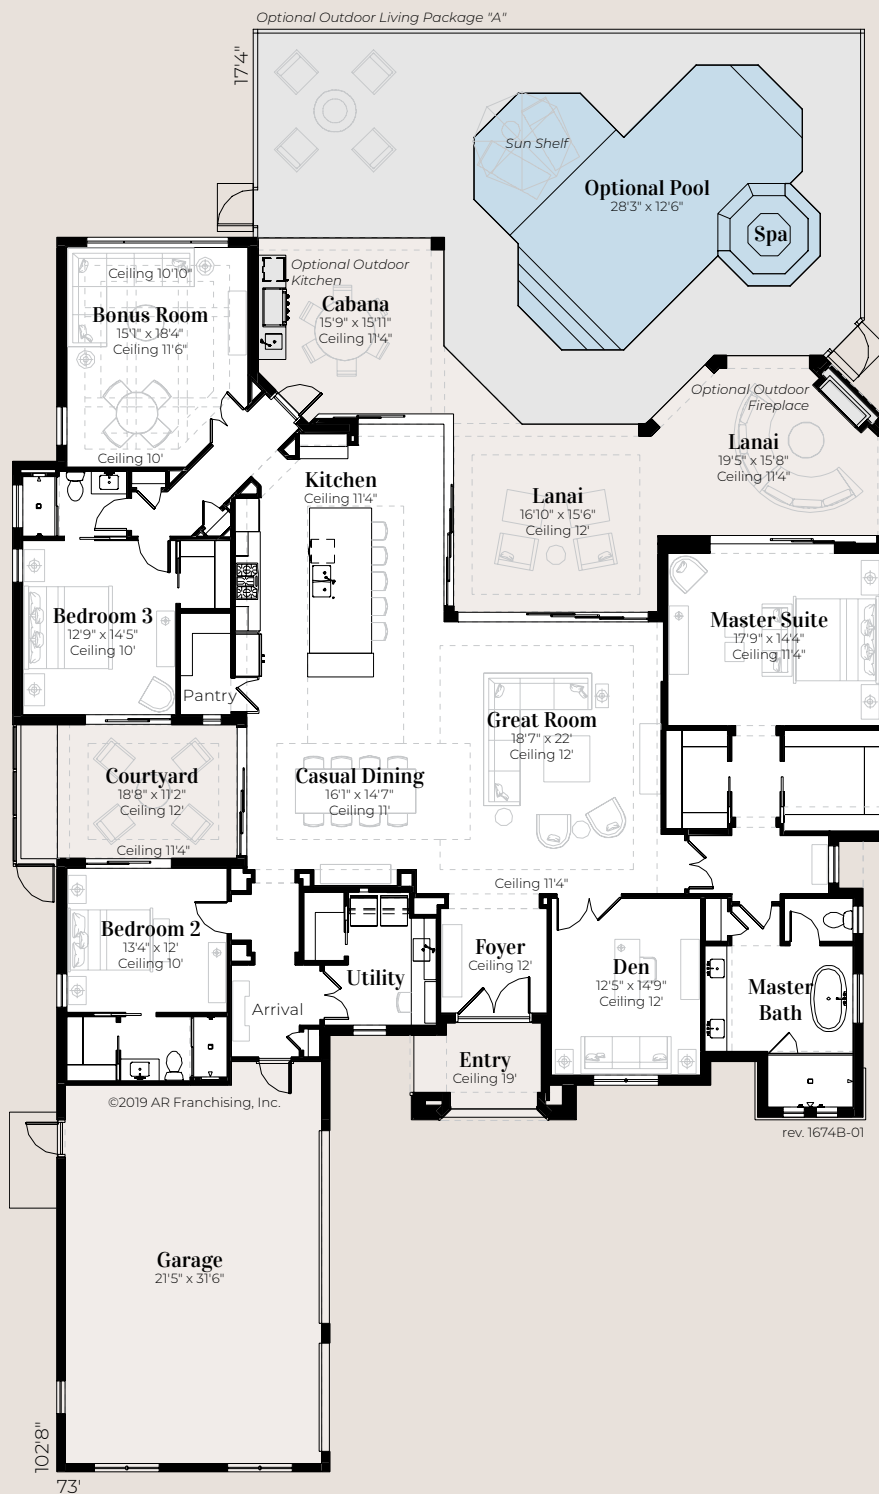 Optional Outdoor Living Package "A"
17'4"
Sun Shelf
Optional Pool
28'3" x 12'6"
Spa
Optional Outdoor
Kitchen
Cabana
15'9" x 15'11"
Ceiling 11'4"
Ceiling 10'10"
Bonus Room
15'1" x 18'4"
Ceiling 11'6"
Ceiling 10'
Optional Outdoor
Fireplace
Lanai
19'5" x 15'8"
Ceiling 11'4"
Kitchen
Ceiling 11'4"
Lanai
16'10" x 15'6"
Ceiling 12'
Bedroom 3
12'9" x 14'5"
Ceiling 10'
Master Suite
17'9" x 14'4"
Ceiling 11'4"
Pantry
Great Room
18'7" x 22'
Ceiling 12'
Courtyard
18'8" x 11'2"
Ceiling 12'
Ceiling 11'4"
Casual Dining
16'1" x 14'7"
Ceiling 11'
Ceiling 11'4"
Bedroom 2
13'4" x 12'
Ceiling 10'
Utility
Foyer
Ceiling 12'
Den
12'5" x 14'9"
Ceiling 12'
Master
Bath
Arrival
Entry
Ceiling 19'
©2019 AR Franchising, Inc.
rev. 1674B-01
Garage
21'5" x 31'6"
102'8"
73'